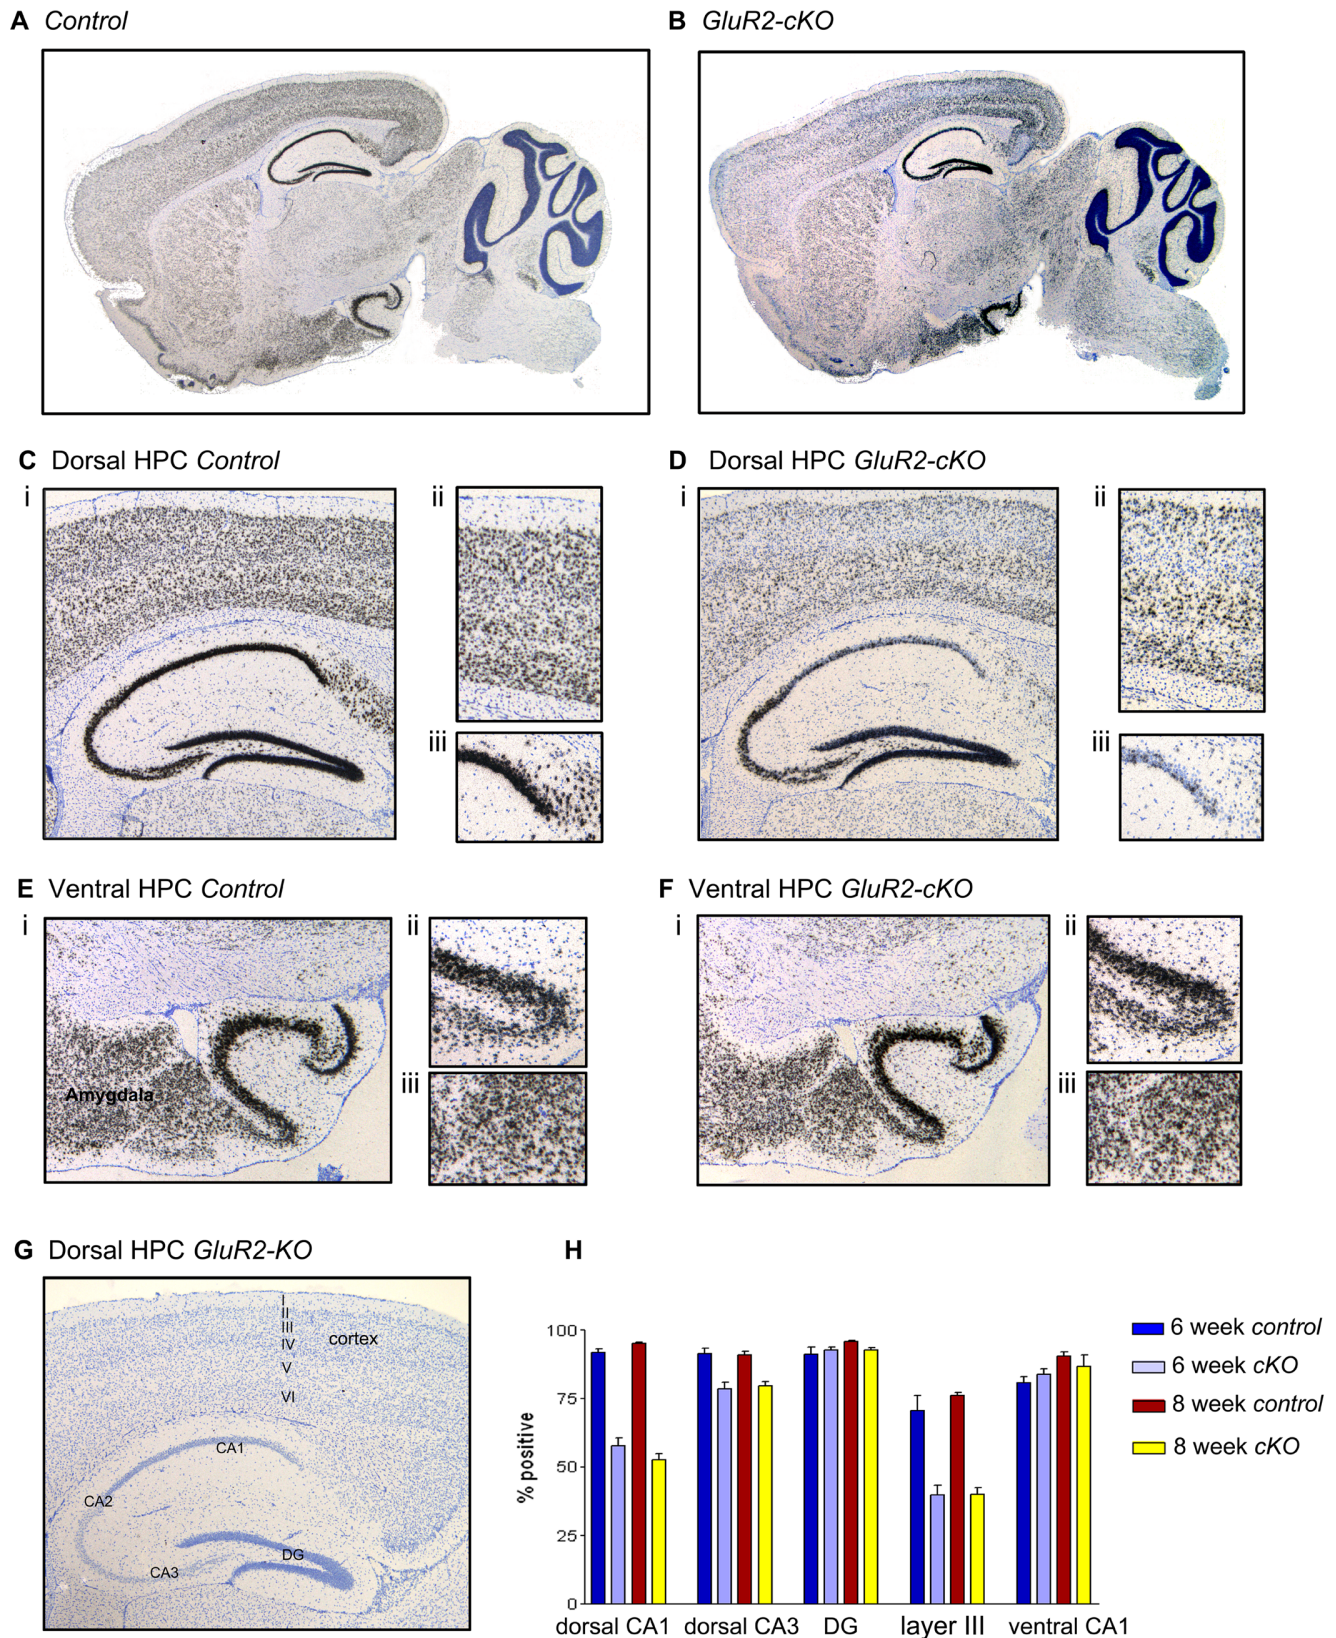 A Control
B GluR2-cKO
C Dorsal HPC Control
i
ii
iii
D Dorsal HPC GluR2-cKO
i
ii
iii
E Ventral HPC Control
i
Amygdala
ii
iii
F Ventral HPC GluR2-cKO
i
ii
iii
G Dorsal HPC GluR2-KO
I
II
III
IV
V
VI
cortex
CA1
CA2
CA3
DG
H
% positive
100
75
50
25
0
dorsal CA1
dorsal CA3
DG
layer III
ventral CA1
6 week control
6 week cKO
8 week control
8 week cKO